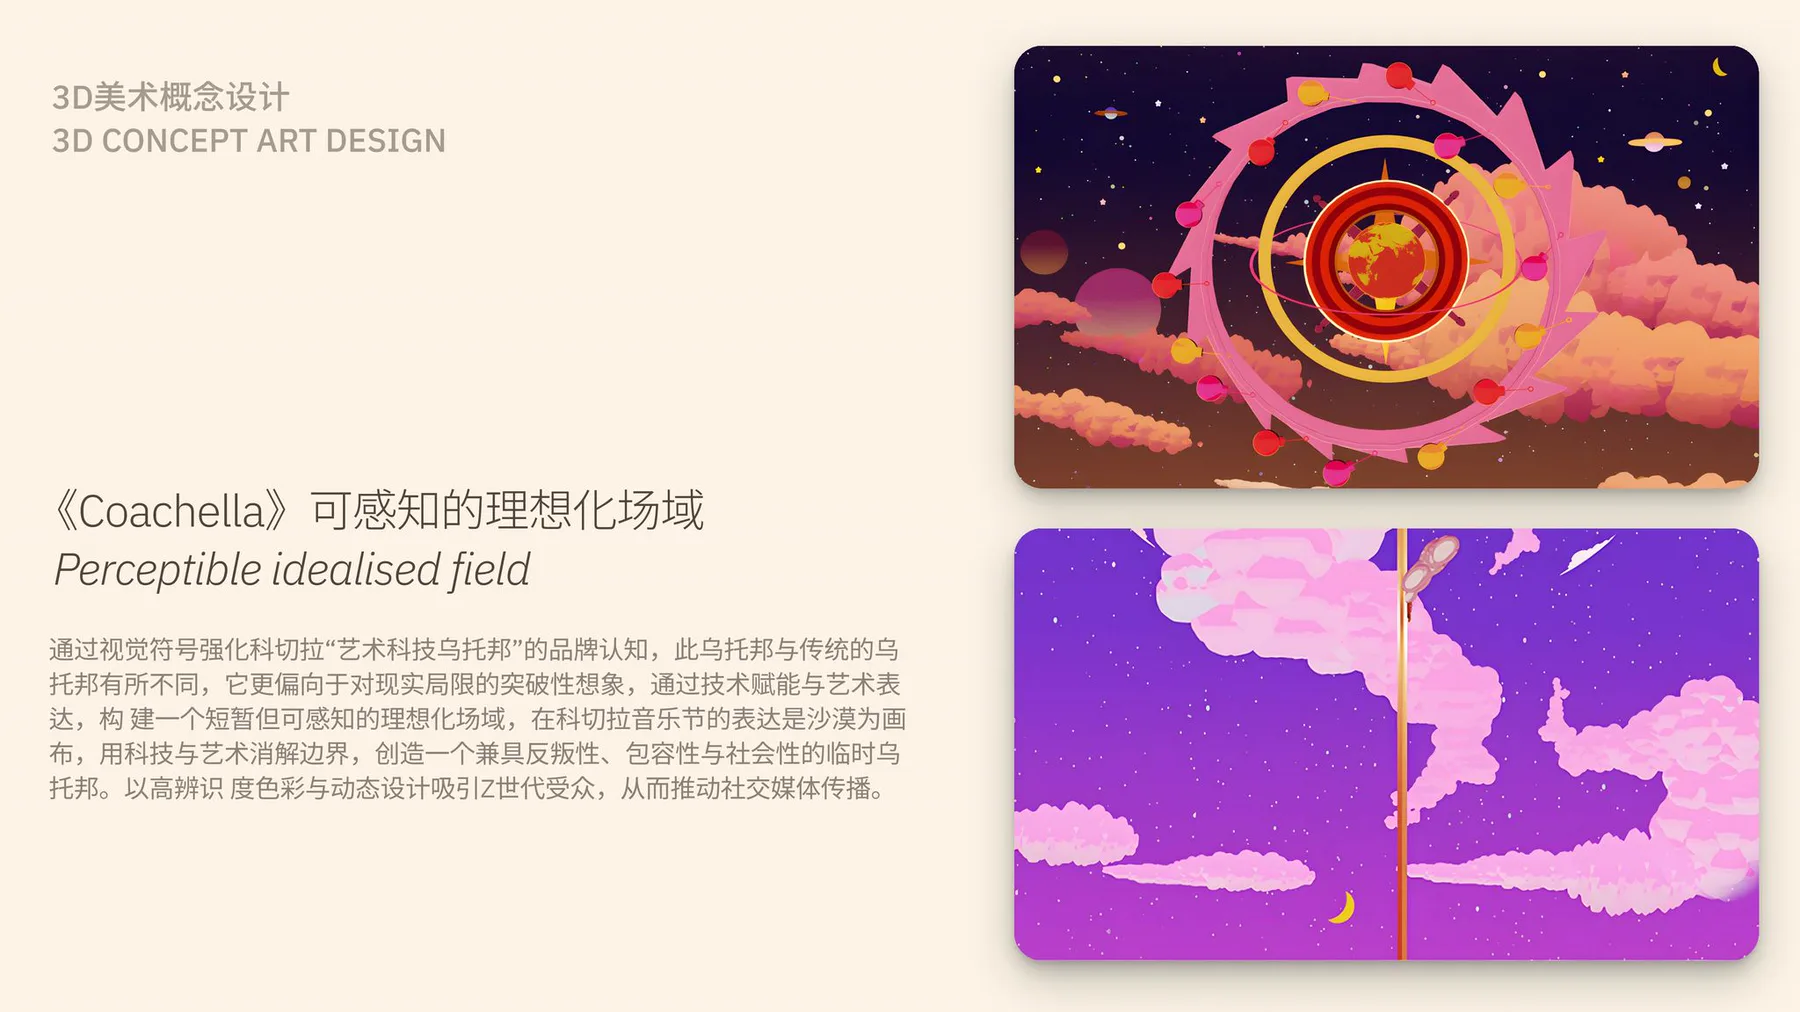 3D美术概念设计
3D CONCEPT ART DESIGN
《Coachella》可感知的理想化场域
Perceptible idealised field
通过视觉符号强化科切拉“艺术科技乌托邦”的品牌认知，此乌托邦与传统的乌
托邦有所不同，它更偏向于对现实局限的突破性想象，通过技术赋能与艺术表
达，构 建一个短暂但可感知的理想化场域，在科切拉音乐节的表达是沙漠为画
布，用科技与艺术消解边界，创造一个兼具反叛性、包容性与社会性的临时乌
托邦。以高辨识 度色彩与动态设计吸引Z世代受众，从而推动社交媒体传播。